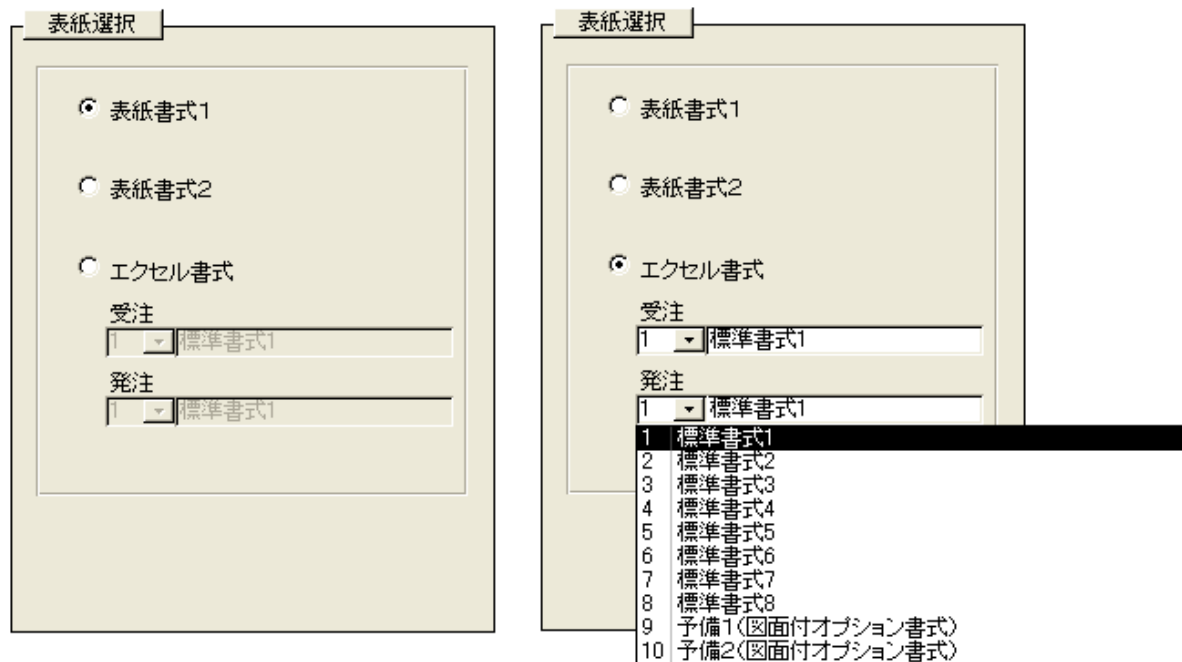 表紙選択
表紙書式1
表紙書式2
エクセル書式
受注
1 標準書式1
発注
1 標準書式1
表紙選択
表紙書式1
表紙書式2
エクセル書式
受注
1 標準書式1
発注
1 標準書式1
1 標準書式1
2 標準書式2
3 標準書式3
4 標準書式4
5 標準書式5
6 標準書式6
7 標準書式7
8 標準書式8
9 予備1(図面付オプション書式)
10 予備2(図面付オプション書式)